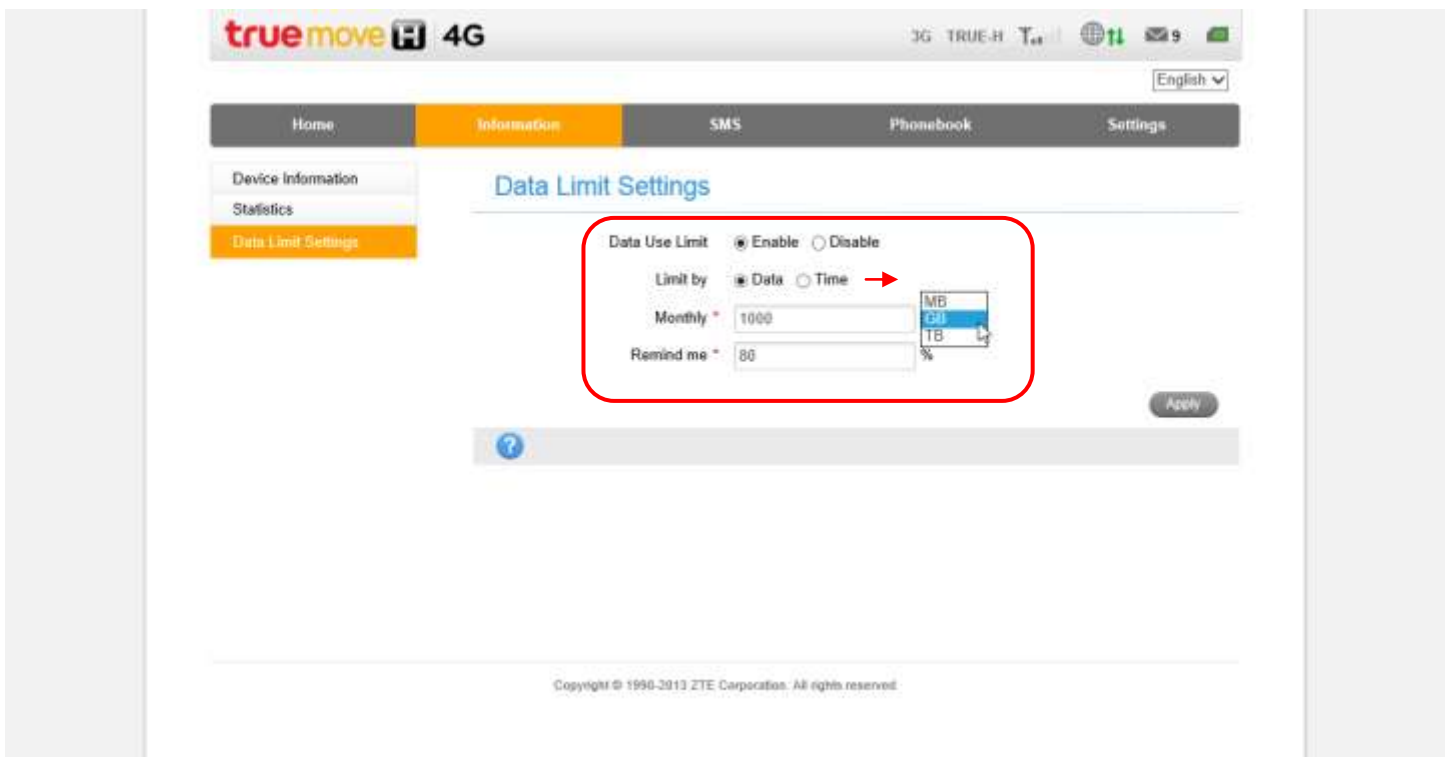 truemove H 4G
3G TRUE-H 9
English
Home Information SMS Phonebook Settings
Device Information
Statistics
Data Limit Settings
Data Limit Settings
Data Use Limit Enable Disable
Limit by Data Time
Monthly * 1000
MB
GB
TB
Remind me * 80 %
Apply
?
Copyright © 1998-2013 ZTE Corporation. All rights reserved